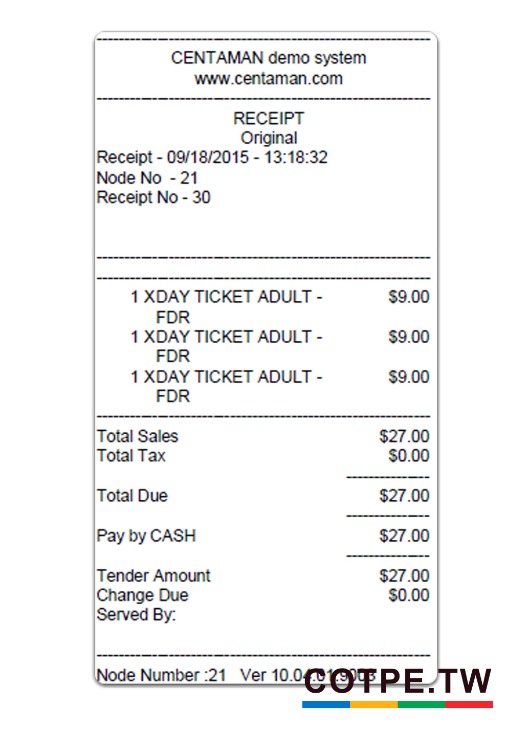 CENTAMAN demo system
www.centaman.com
RECEIPT
Original
Receipt - 09/18/2015 - 13:18:32
Node No - 21
Receipt No - 30
1 XDAY TICKET ADULT - $9.00
FDR
1 XDAY TICKET ADULT - $9.00
FDR
1 XDAY TICKET ADULT - $9.00
FDR
Total Sales $27.00
Total Tax $0.00
Total Due $27.00
Pay by CASH $27.00
Tender Amount $27.00
Change Due $0.00
Served By:
Node Number :21 Ver
COTPE.TW